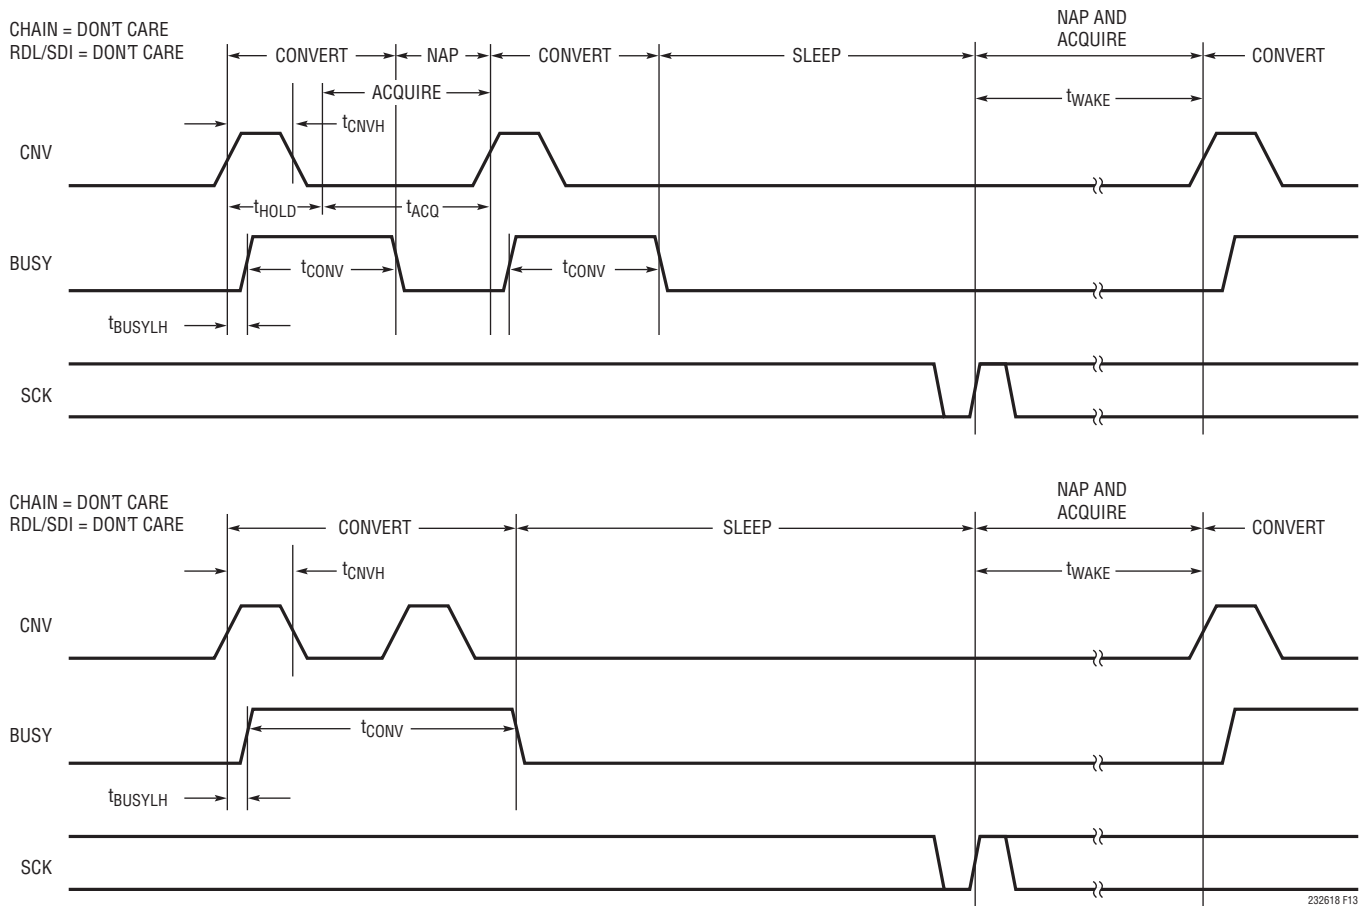 CHAIN = DON'T CARE
RDL/SDI = DON'T CARE
NAP AND
ACQUIRE
CONVERT
NAP
CONVERT
SLEEP
CONVERT
ACQUIRE
tWAKE
tCNVH
CNV
tHOLD
tACQ
BUSY
tCONV
tCONV
tBUSYLH
SCK
CHAIN = DON'T CARE
RDL/SDI = DON'T CARE
NAP AND
ACQUIRE
CONVERT
SLEEP
CONVERT
tCNVH
tWAKE
CNV
BUSY
tCONV
tBUSYLH
SCK
232618 F13